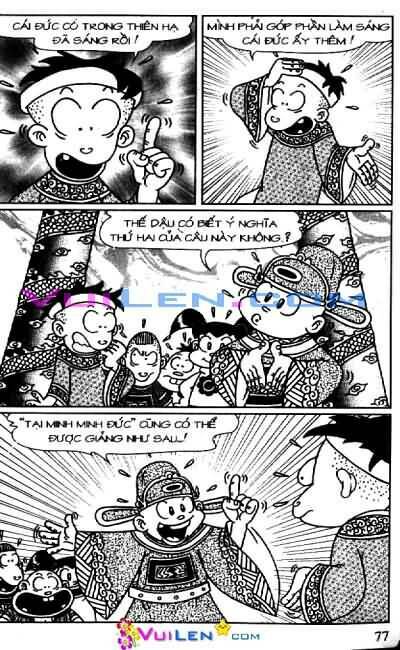 CÁI ĐỨC CÓ TRONG THIÊN HẠ
ĐÃ SÁNG RỒI!
MÌNH PHẢI GÓP PHẦN LÀM SÁNG
CÁI ĐỨC ẤY THÊM!
THẾ DẬU CÓ BIẾT Ý NGHĨA
THỨ HAI CỦA CÂU NÀY KHÔNG?
VUILEN.COM
"TẠI MINH MINH ĐỨC" CŨNG CÓ THỂ
ĐƯỢC GIẢNG NHƯ SAU...!
77
VUILEN.COM